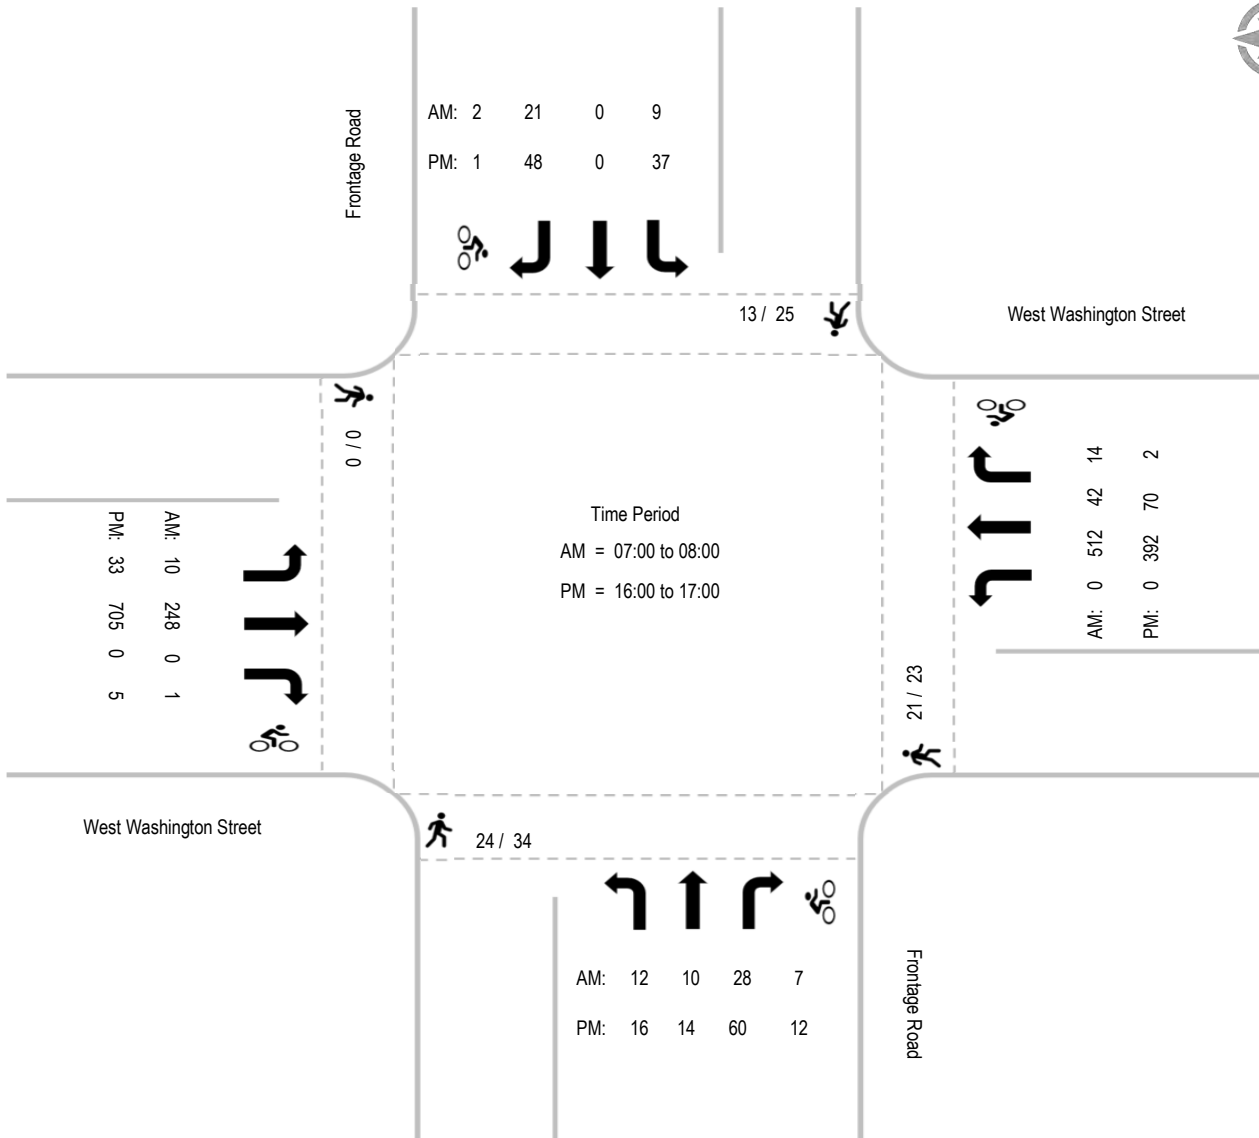 AM: 2 21 0 9
PM: 1 48 0 37
Frontage Road
13 / 25
West Washington Street
0 / 0
AM: 10 248 0 1
PM: 33 705 0 5
Time Period
AM = 07:00 to 08:00
PM = 16:00 to 17:00
AM: 0 512 42 14
PM: 0 392 70 2
21 / 23
West Washington Street
24 / 34
AM: 12 10 28 7
PM: 16 14 60 12
Frontage Road